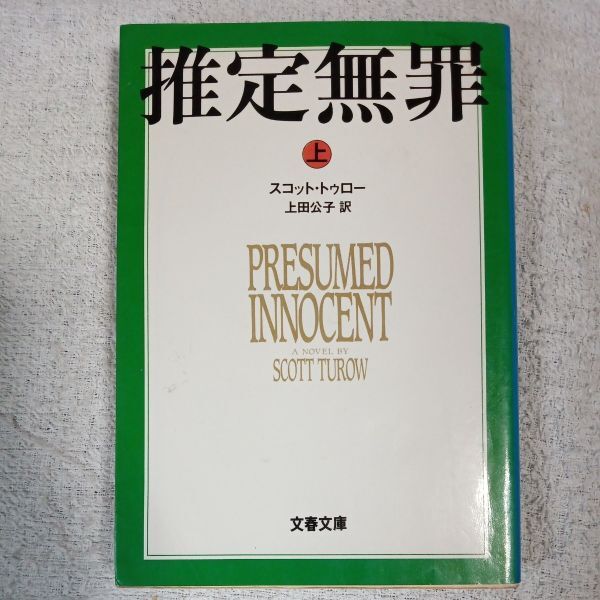 推定無罪
上
スコット・トゥロー
上田公子 訳
PRESUMED
INNOCENT
A NOVEL BY
SCOTT TUROW
文春文庫